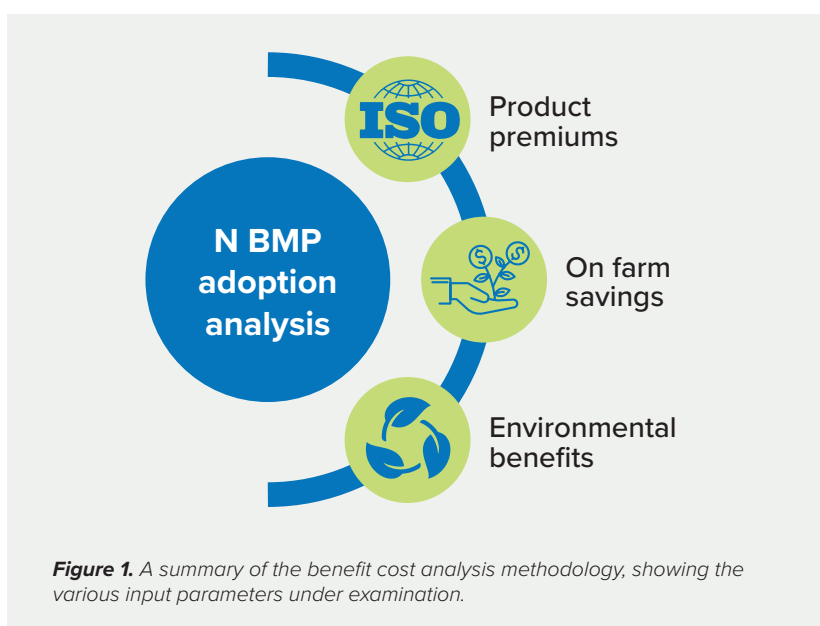 N BMP
adoption
analysis
ISO
Product
premiums
$
$
On farm
savings
Environmental
benefits
Figure 1. A summary of the benefit cost analysis methodology, showing the
various input parameters under examination.